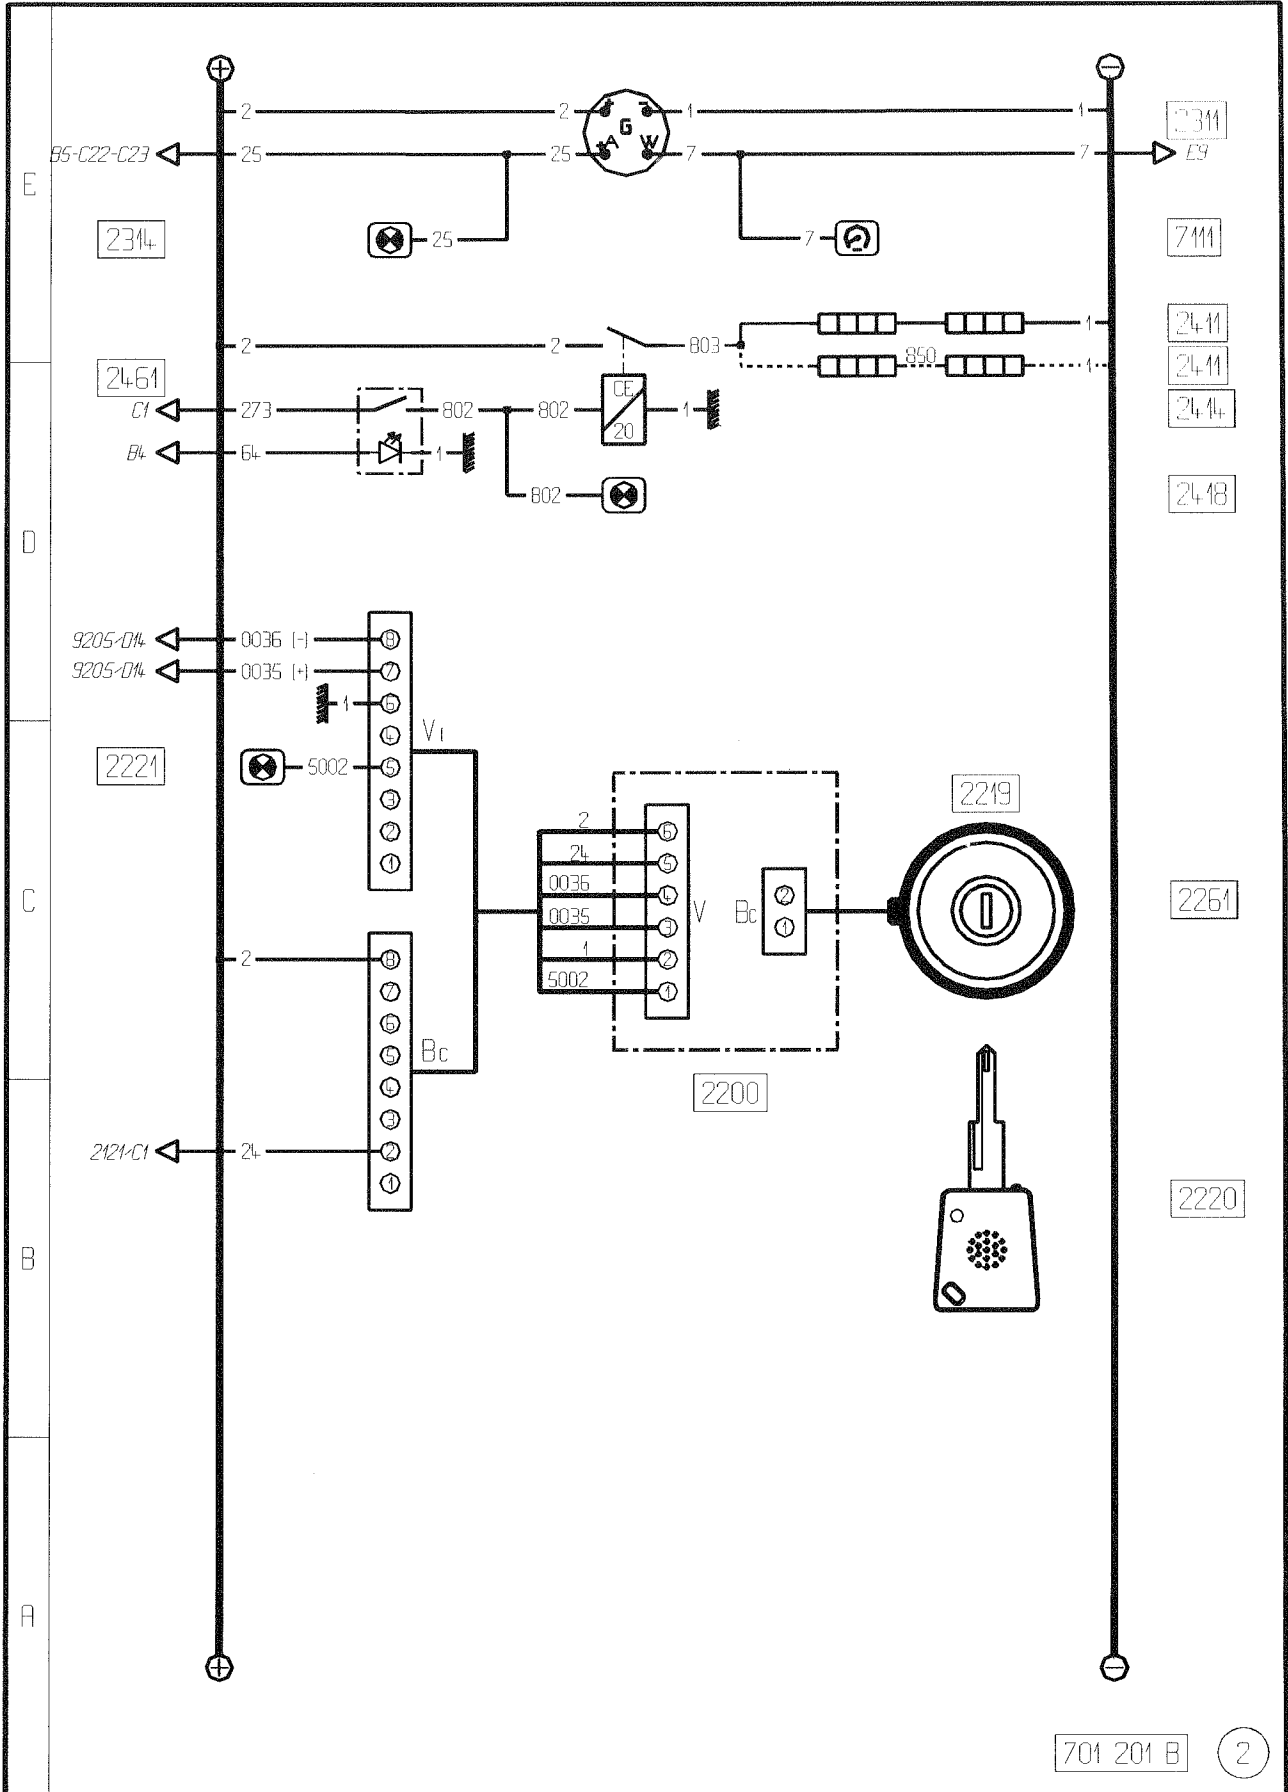 2 2 + - 1 1
G
2311
B5-C22-C23 25 25 +A W 7 7 E9
E
2314 25 7 7111
2411
2 2 803 1
850 1 2411
2461 CE
C1 273 802 802 20 1 2414
B4 64 1
802 2418
D
9205-D14 0036 (-) 8
9205-D14 0035 (+) 7
1 6
4 V1
2221 5002 5
3
2
1
2219
2 6
24 5
0036 4 V Bc 2
0035 3 1
1 2
5002 1
2261
C
2 8
7
6
5 Bc
4
3
2121-C1 24 2
1
2200
2220
B
A
701 201 B 2